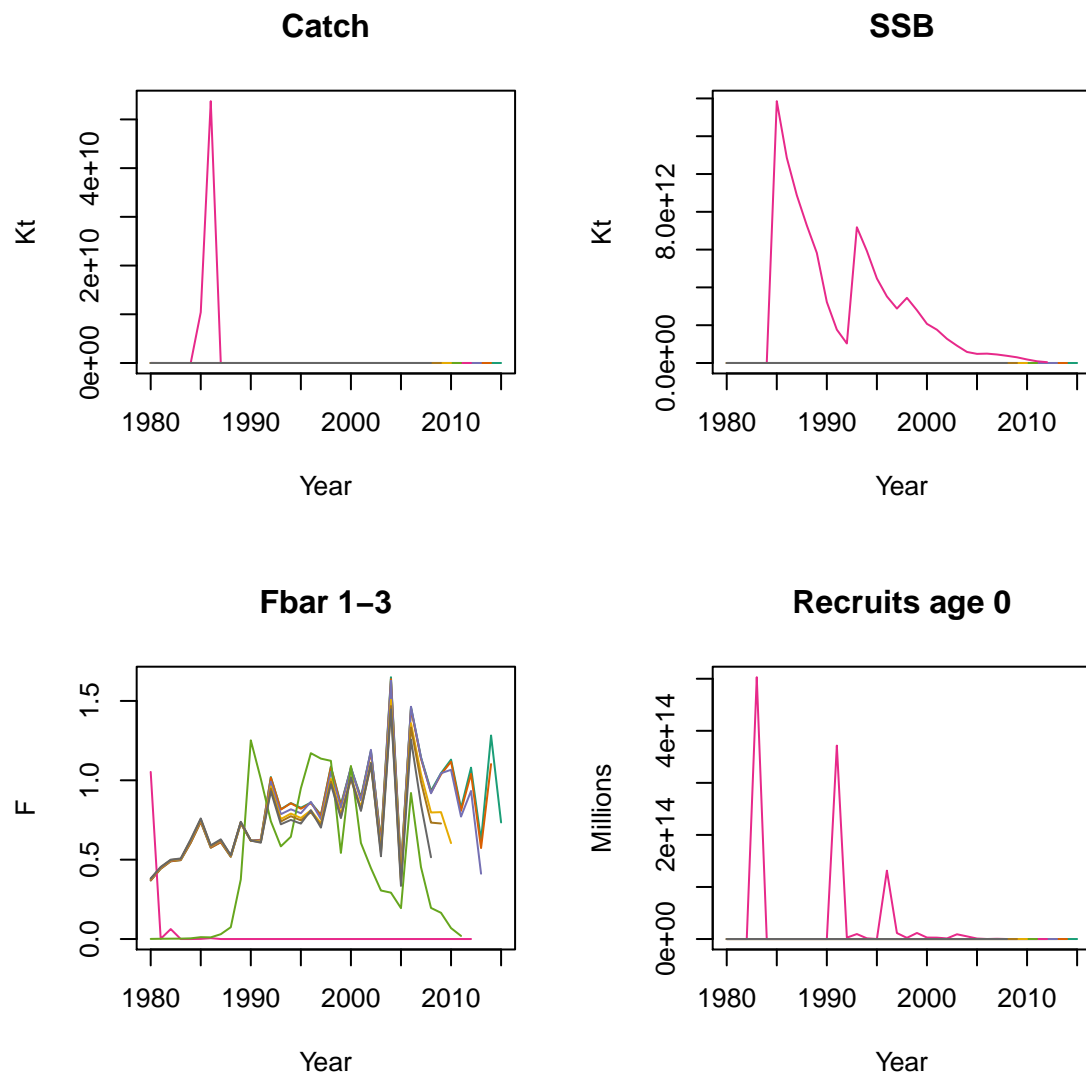 Catch
Kt
0e+00 2e+10 4e+10
1980 1990 2000 2010
Year
SSB
Kt
0.0e+00 8.0e+12
1980 1990 2000 2010
Year
Fbar 1−3
F
0.0 0.5 1.0 1.5
1980 1990 2000 2010
Year
Recruits age 0
Millions
0e+00 2e+14 4e+14
1980 1990 2000 2010
Year